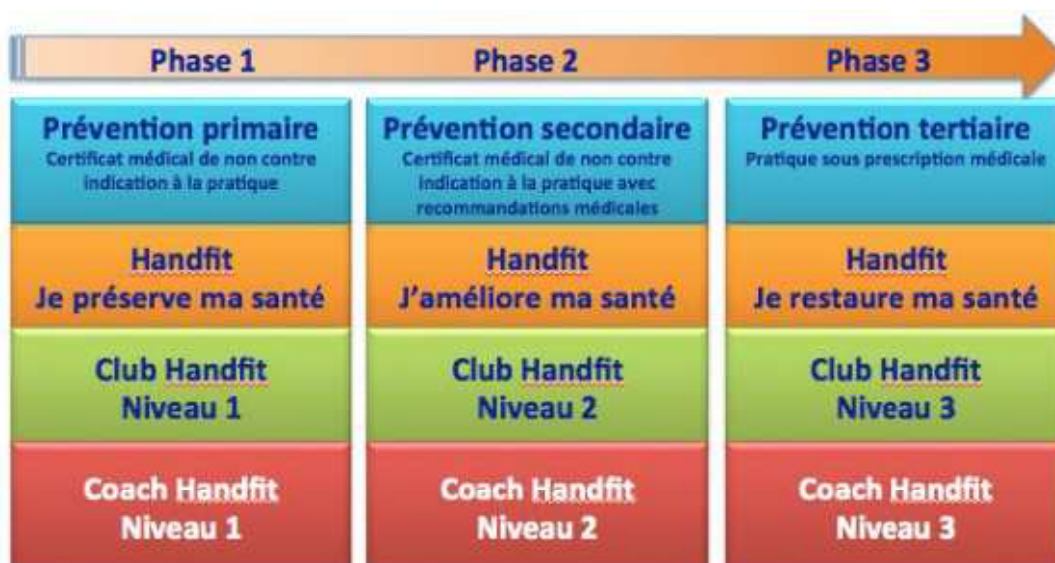 Phase 1
Phase 2
Phase 3
Prévention primaire
Certificat médical de non contre
indication à la pratique
Prévention secondaire
Certificat médical de non contre
indication à la pratique avec
recommandations médicales
Prévention tertiaire
Pratique sous prescription médicale
Handfit
Je préserve ma santé
Handfit
J'améliore ma santé
Handfit
Je restaure ma santé
Club Handfit
Niveau 1
Club Handfit
Niveau 2
Club Handfit
Niveau 3
Coach Handfit
Niveau 1
Coach Handfit
Niveau 2
Coach Handfit
Niveau 3